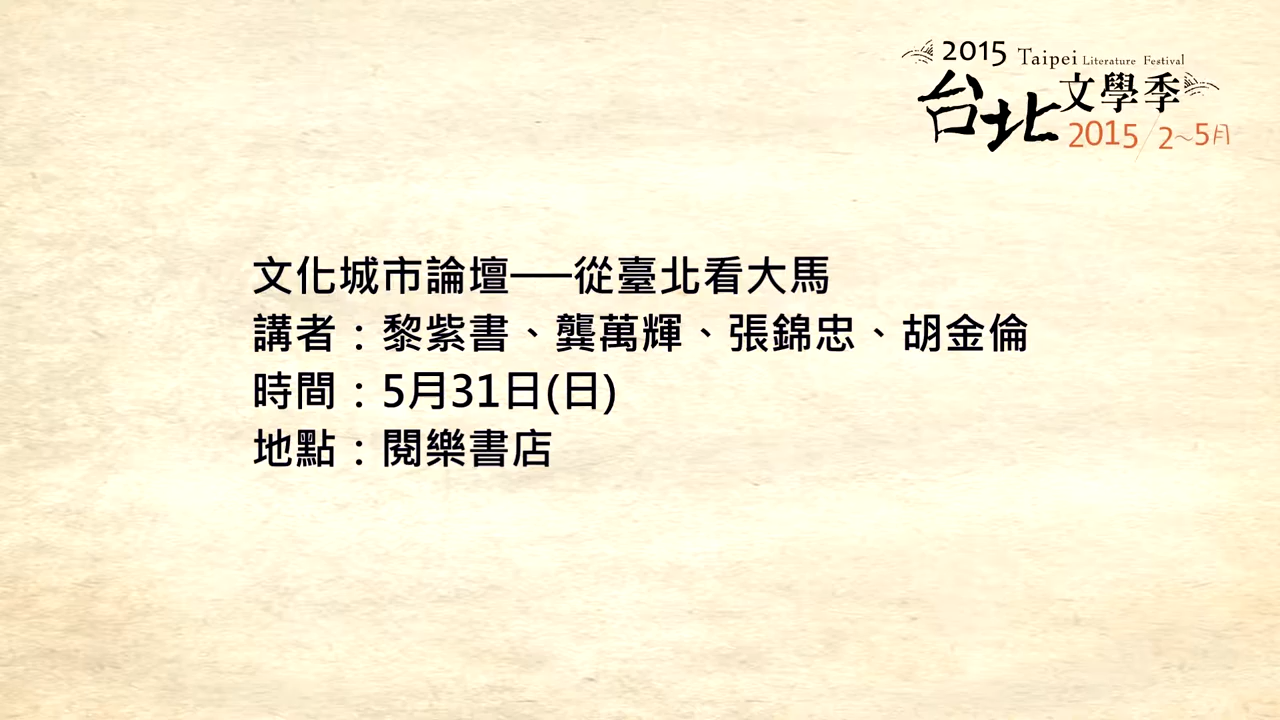 2015 Taipei Literature Festival
台北文學季
2015/2~5月
文化城市論壇──從臺北看大馬
講者：黎紫書、龔萬輝、張錦忠、胡金倫
時間：5月31日(日)
地點：閱樂書店